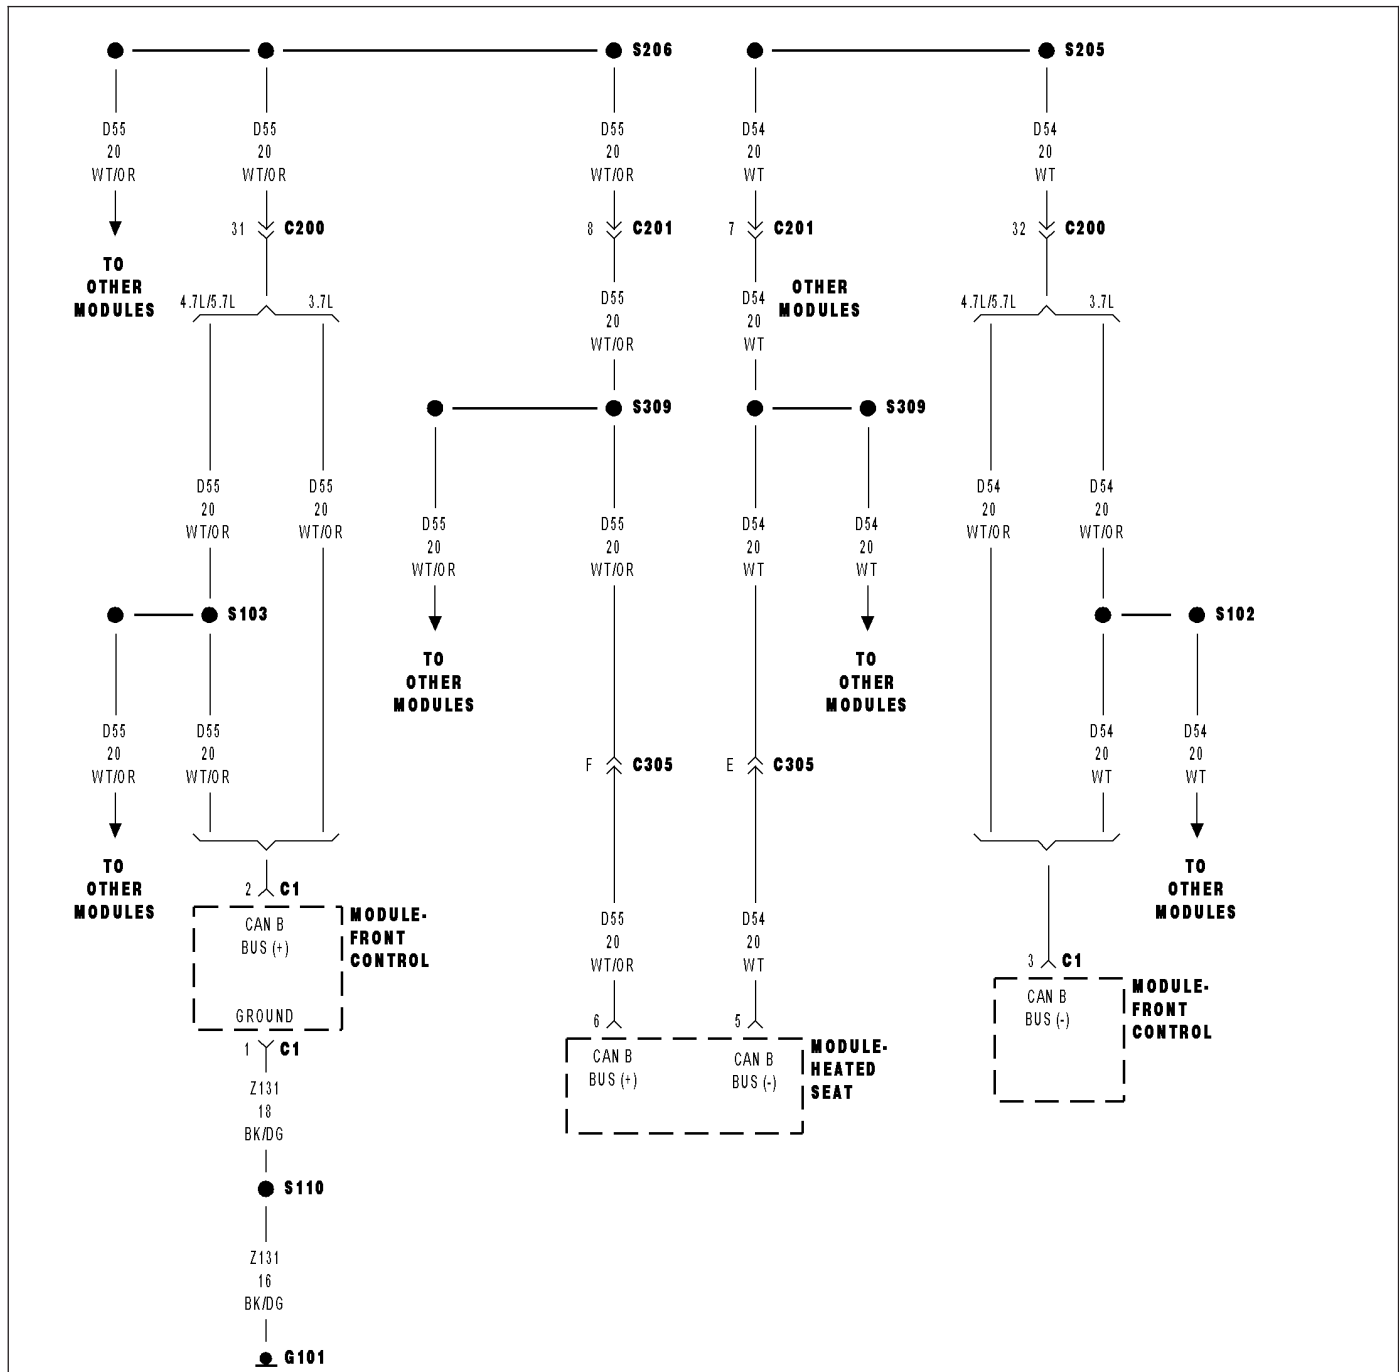 S206
S205
D55
20
WT/OR
D55
20
WT/OR
D55
20
WT/OR
D54
20
WT
D54
20
WT
31 C200
8 C201
7 C201
32 C200
TO
OTHER
MODULES
4.7L/5.7L
3.7L
D55
20
WT/OR
D54
20
WT
OTHER
MODULES
4.7L/5.7L
3.7L
S309
S309
D55
20
WT/OR
D55
20
WT/OR
D55
20
WT/OR
D55
20
WT/OR
D54
20
WT
D54
20
WT
D54
20
WT/OR
D54
20
WT/OR
S103
S102
TO
OTHER
MODULES
TO
OTHER
MODULES
D55
20
WT/OR
D55
20
WT/OR
F C305
E C305
D54
20
WT
D54
20
WT
TO
OTHER
MODULES
2 C1
CAN B
BUS (+)
MODULE-
FRONT
CONTROL
GROUND
1 C1
D55
20
WT/OR
D54
20
WT
TO
OTHER
MODULES
3 C1
CAN B
BUS (-)
MODULE-
FRONT
CONTROL
6
5
CAN B
BUS (+)
CAN B
BUS (-)
MODULE-
HEATED
SEAT
Z131
18
BK/DG
S110
Z131
16
BK/DG
G101